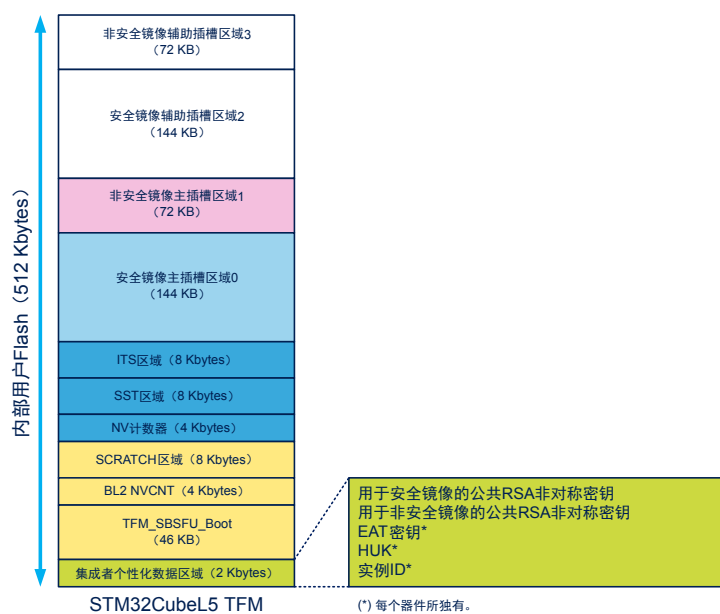 非安全镜像辅助插槽区域3
（72 KB）
安全镜像辅助插槽区域2
（144 KB）
非安全镜像主插槽区域1
（72 KB）
安全镜像主插槽区域0
（144 KB）
ITS区域（8 Kbytes）
SST区域（8 Kbytes）
NV计数器（4 Kbytes）
SCRATCH区域（8 Kbytes）
BL2 NVCNT（4 Kbytes）
TFM_SBSFU_Boot
（46 KB）
集成者个性化数据区域（2 Kbytes）
内部用户Flash（512 Kbytes）
用于安全镜像的公共RSA非对称密钥
用于非安全镜像的公共RSA非对称密钥
EAT密钥*
HUK*
实例ID*
STM32CubeL5 TFM
(*) 每个器件所独有。